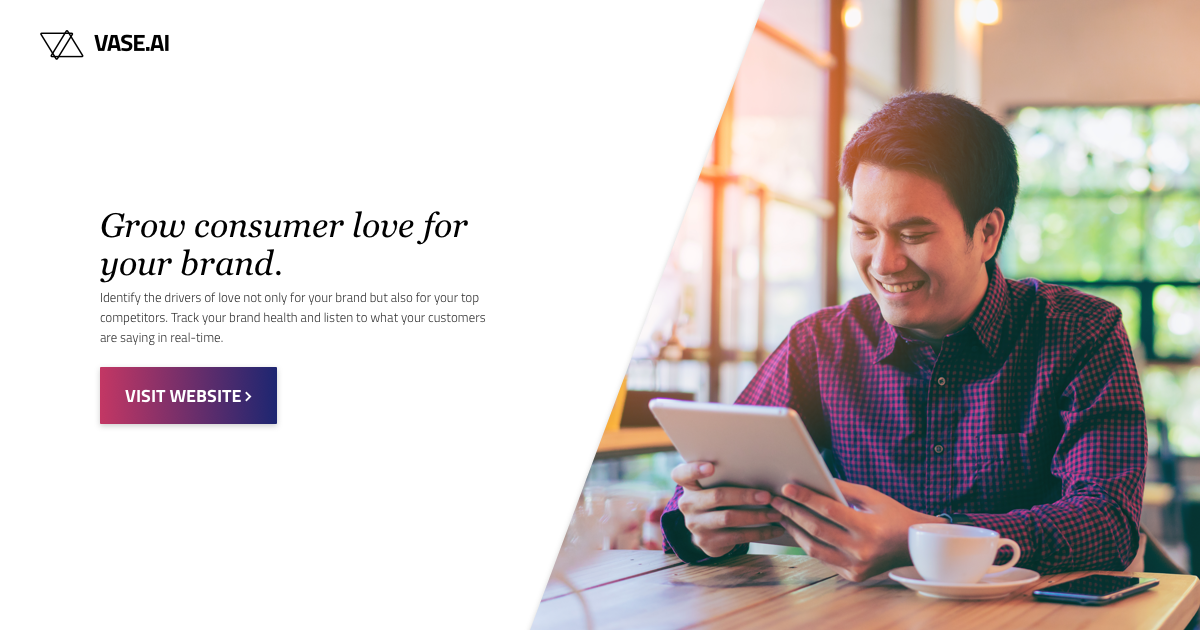 VASE.AI
Grow consumer love for
your brand.
Identify the drivers of love not only for your brand but also for your top
competitors. Track your brand health and listen to what your customers
are saying in real-time.
VISIT WEBSITE >